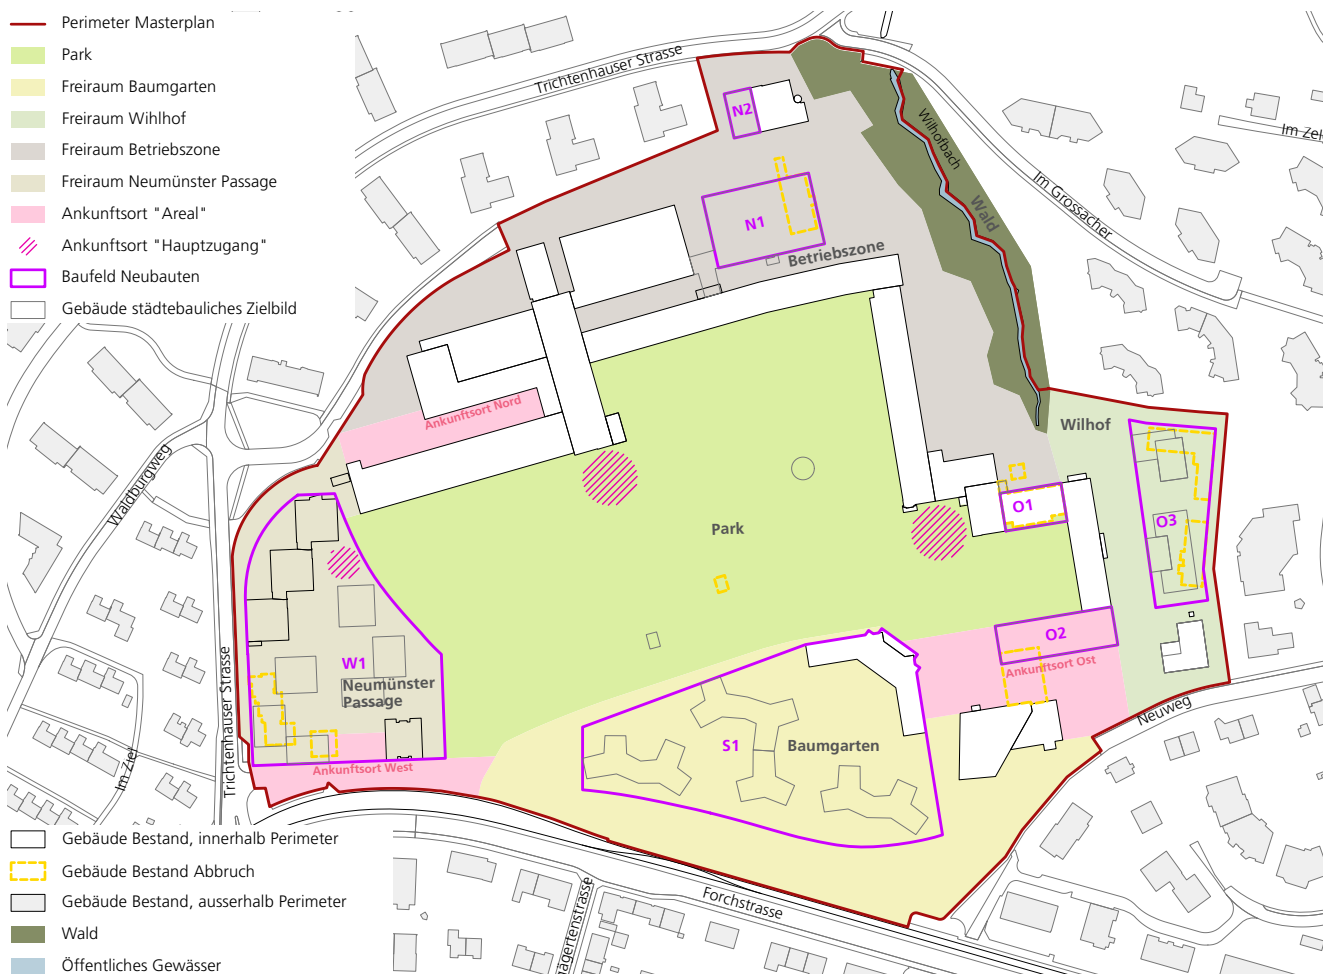 Perimeter Masterplan
Park
Freiraum Baumgarten
Freiraum Wihlhof
Freiraum Betriebszone
Freiraum Neumünster Passage
Ankunftsort "Areal"
Ankunftsort "Hauptzugang"
Baufeld Neubauten
Gebäude städtebauliches Zielbild
Trichtenhauser Strasse
N2
Wilhofbach
Wald
Im Grossacher
N1
Betriebszone
Ankunftsort Nord
Wilhof
Waldburgweg
Park
O1
O3
O2
Ankunftsort Ost
W1
Neumünster
Passage
Trichtenhauser Strasse
Im Zier
S1
Baumgarten
Neuweg
Ankunftsort West
Forchstrasse
Gebäude Bestand, innerhalb Perimeter
Gebäude Bestand Abbruch
Gebäude Bestand, ausserhalb Perimeter
Wald
Öffentliches Gewässer